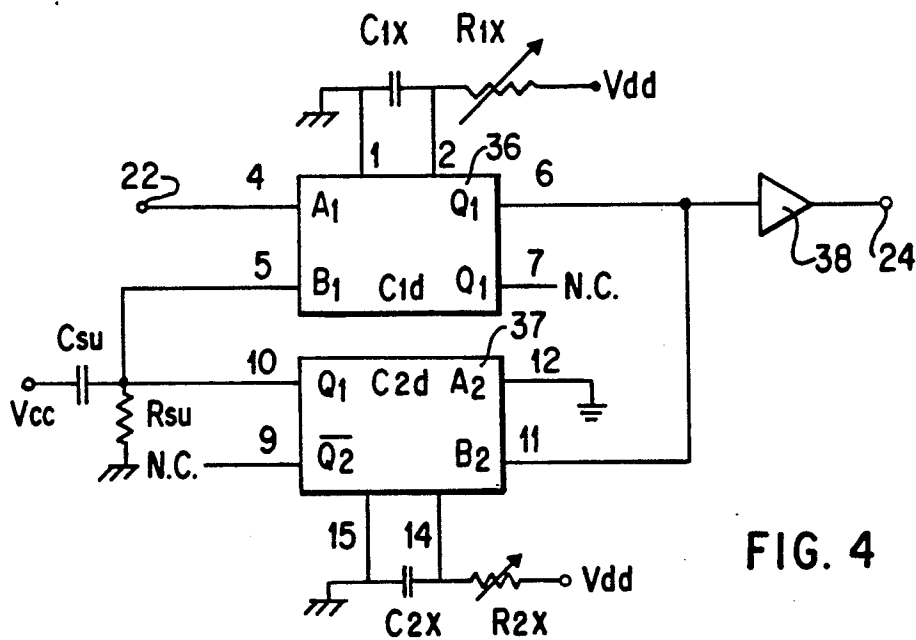 C1X R1X
Vdd
1 2 36
22 4 A1 Q1 6
38 24
5 B1 C1d Q1 7 N.C.
Csu 37
10 Q1 C2d A2 12
Vcc Rsu
N.C. 9 Q2 B2 11
15 14
Vdd
C2X R2X
FIG. 4